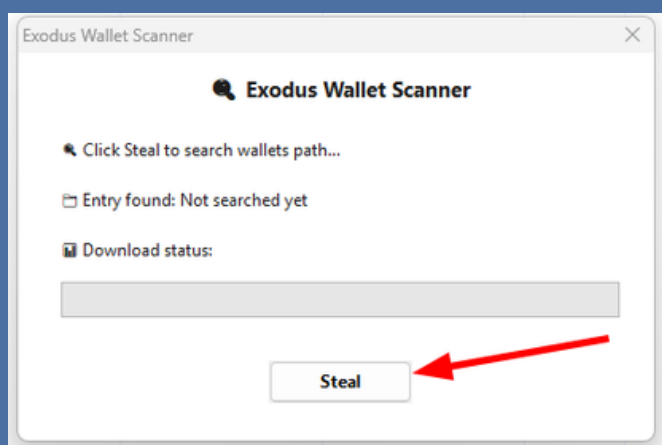 Exodus Wallet Scanner
Exodus Wallet Scanner
Click Steal to search wallets path...
Entry found: Not searched yet
Download status:
Steal